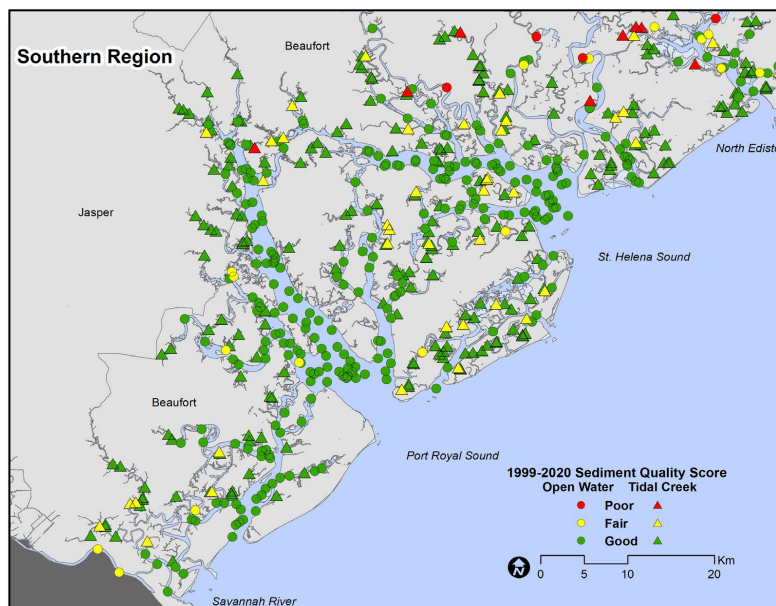 Southern Region
Beaufort
North Edisto
Jasper
St. Helena Sound
Beaufort
Port Royal Sound
1999-2020 Sediment Quality Score
Open Water Tidal Creek
Poor
Fair
Good
N
Km
0 5 10 20
Savannah River